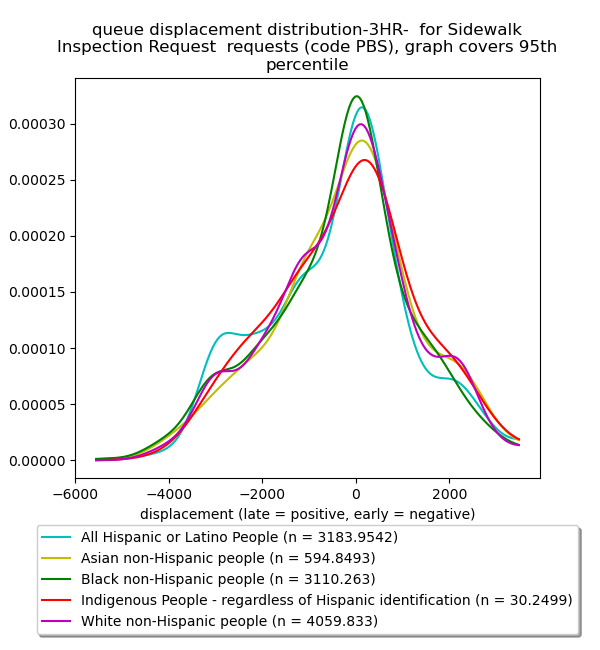 queue displacement distribution-3HR-  for Sidewalk
Inspection Request  requests (code PBS), graph covers 95th
percentile
0.00030
0.00025
0.00020
0.00015
0.00010
0.00005
0.00000
−6000 −4000 −2000 0 2000
displacement (late = positive, early = negative)
All Hispanic or Latino People (n = 3183.9542)
Asian non-Hispanic people (n = 594.8493)
Black non-Hispanic people (n = 3110.263)
Indigenous People - regardless of Hispanic identification (n = 30.2499)
White non-Hispanic people (n = 4059.833)